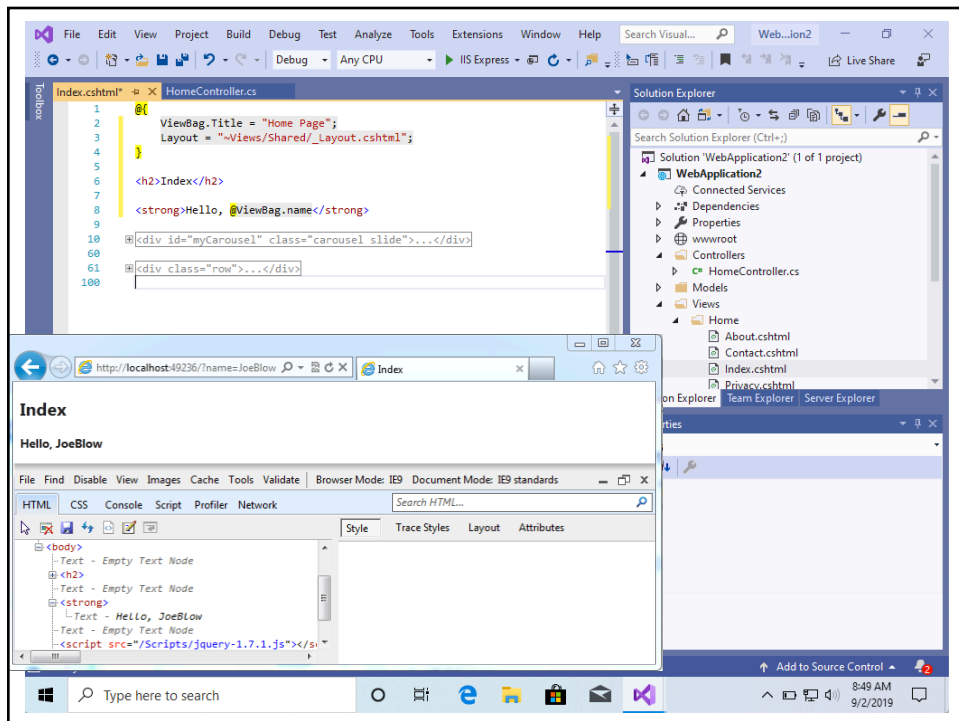 File Edit View Project Build Debug Test Analyze Tools Extensions Window Help Search Visual... Web...ion2
Debug Any CPU IIS Express Live Share
Toolbox
Index.cshtml* HomeController.cs
1 @{
2 ViewBag.Title = "Home Page";
3 Layout = "~Views/Shared/_Layout.cshtml";
4 }
5
6 <h2>Index</h2>
7
8 <strong>Hello, @ViewBag.name</strong>
9
10 <div id="myCarousel" class="carousel slide">...</div>
60
61 <div class="row">...</div>
100
Solution Explorer
Search Solution Explorer (Ctrl+;)
Solution 'WebApplication2' (1 of 1 project)
WebApplication2
Connected Services
Dependencies
Properties
wwwroot
Controllers
C# HomeController.cs
Models
Views
Home
About.cshtml
Contact.cshtml
Index.cshtml
Privacy.cshtml
on Explorer Team Explorer Server Explorer
rties
http://localhost:49236/?name=JoeBlow Index
Index
Hello, JoeBlow
File Find Disable View Images Cache Tools Validate Browser Mode: IE9 Document Mode: IE9 standards
HTML CSS Console Script Profiler Network Search HTML...
Style Trace Styles Layout Attributes
<body>
Text - Empty Text Node
<h2>
Text - Empty Text Node
<strong>
Text - Hello, JoeBlow
Text - Empty Text Node
<script src="/Scripts/jquery-1.7.1.js"></s
Add to Source Control 2
Type here to search
8:49 AM
9/2/2019